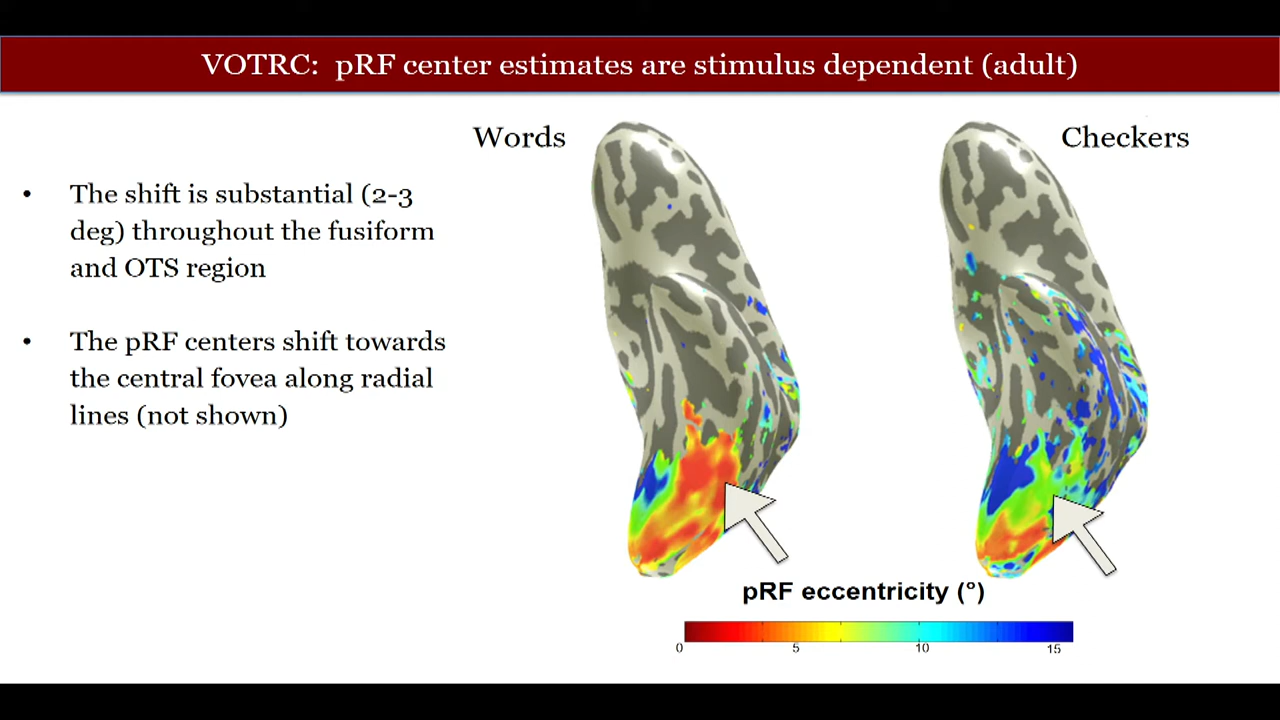 VOTRC: pRF center estimates are stimulus dependent (adult)
Words
Checkers
• The shift is substantial (2-3
deg) throughout the fusiform
and OTS region
• The pRF centers shift towards
the central fovea along radial
lines (not shown)
pRF eccentricity (°)
0 5 10 15